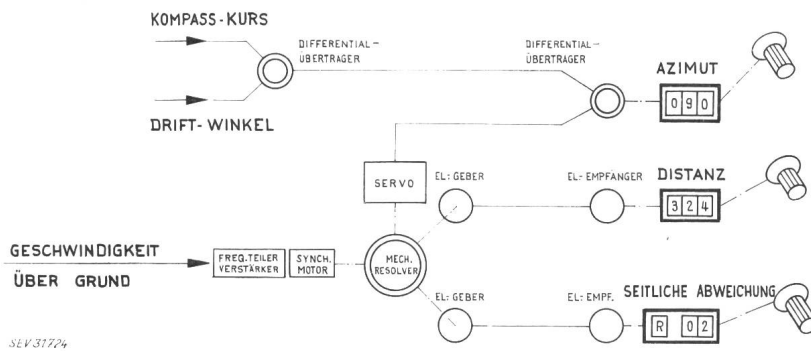 KOMPASS-KURS
DIFFERENTIAL-
ÜBERTRAGER
DIFFERENTIAL-
ÜBERTRAGER
AZIMUT
090
DRIFT-WINKEL
SERVO
EL: GEBER
EL: EMPFÄNGER
DISTANZ
324
GESCHWINDIGKEIT
ÜBER GRUND
FREQ.TEILER
VERSTÄRKER
SYNCH.
MOTOR
MECH.
RESOLVER
EL: GEBER
EL: EMPF.
SEITLICHE ABWEICHUNG
R 02
SEV 31724